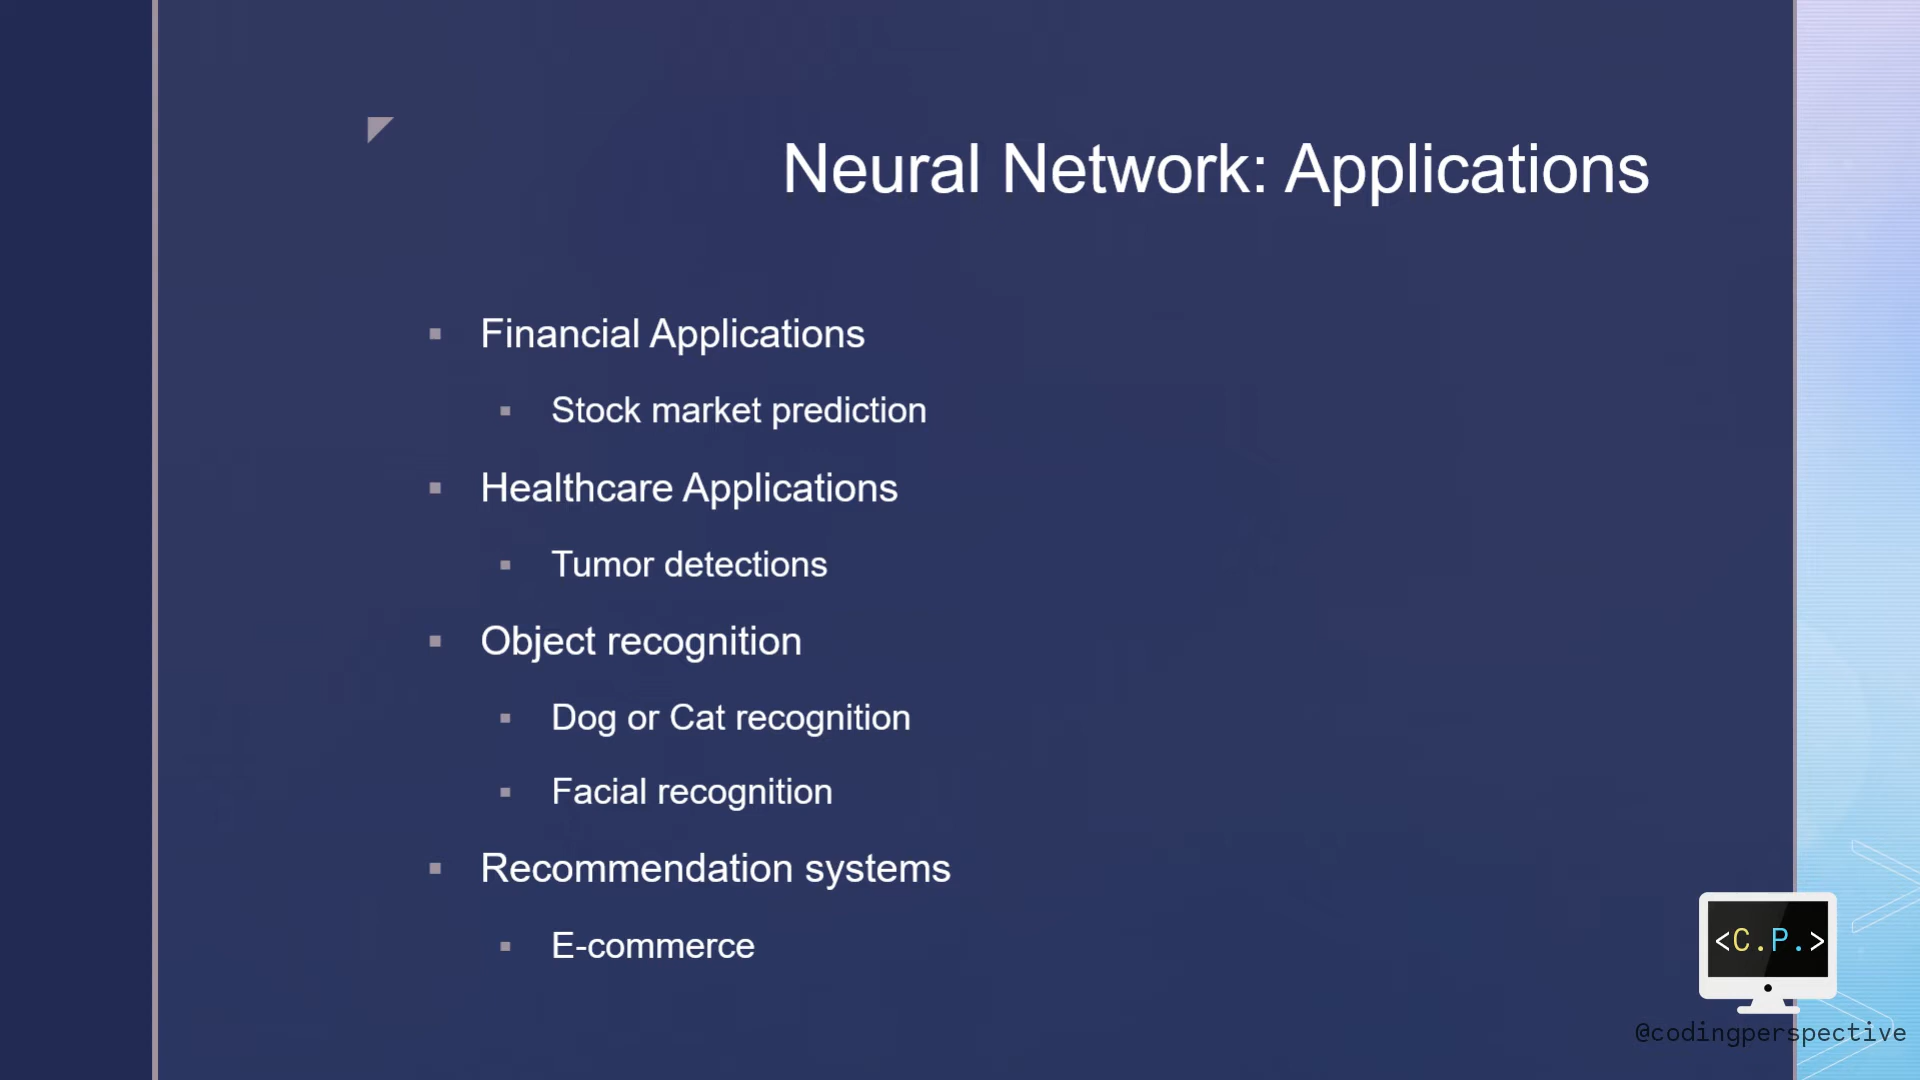 Neural Network: Applications
Financial Applications
Stock market prediction
Healthcare Applications
Tumor detections
Object recognition
Dog or Cat recognition
Facial recognition
Recommendation systems
E-commerce
<C.P.>
@codingperspective